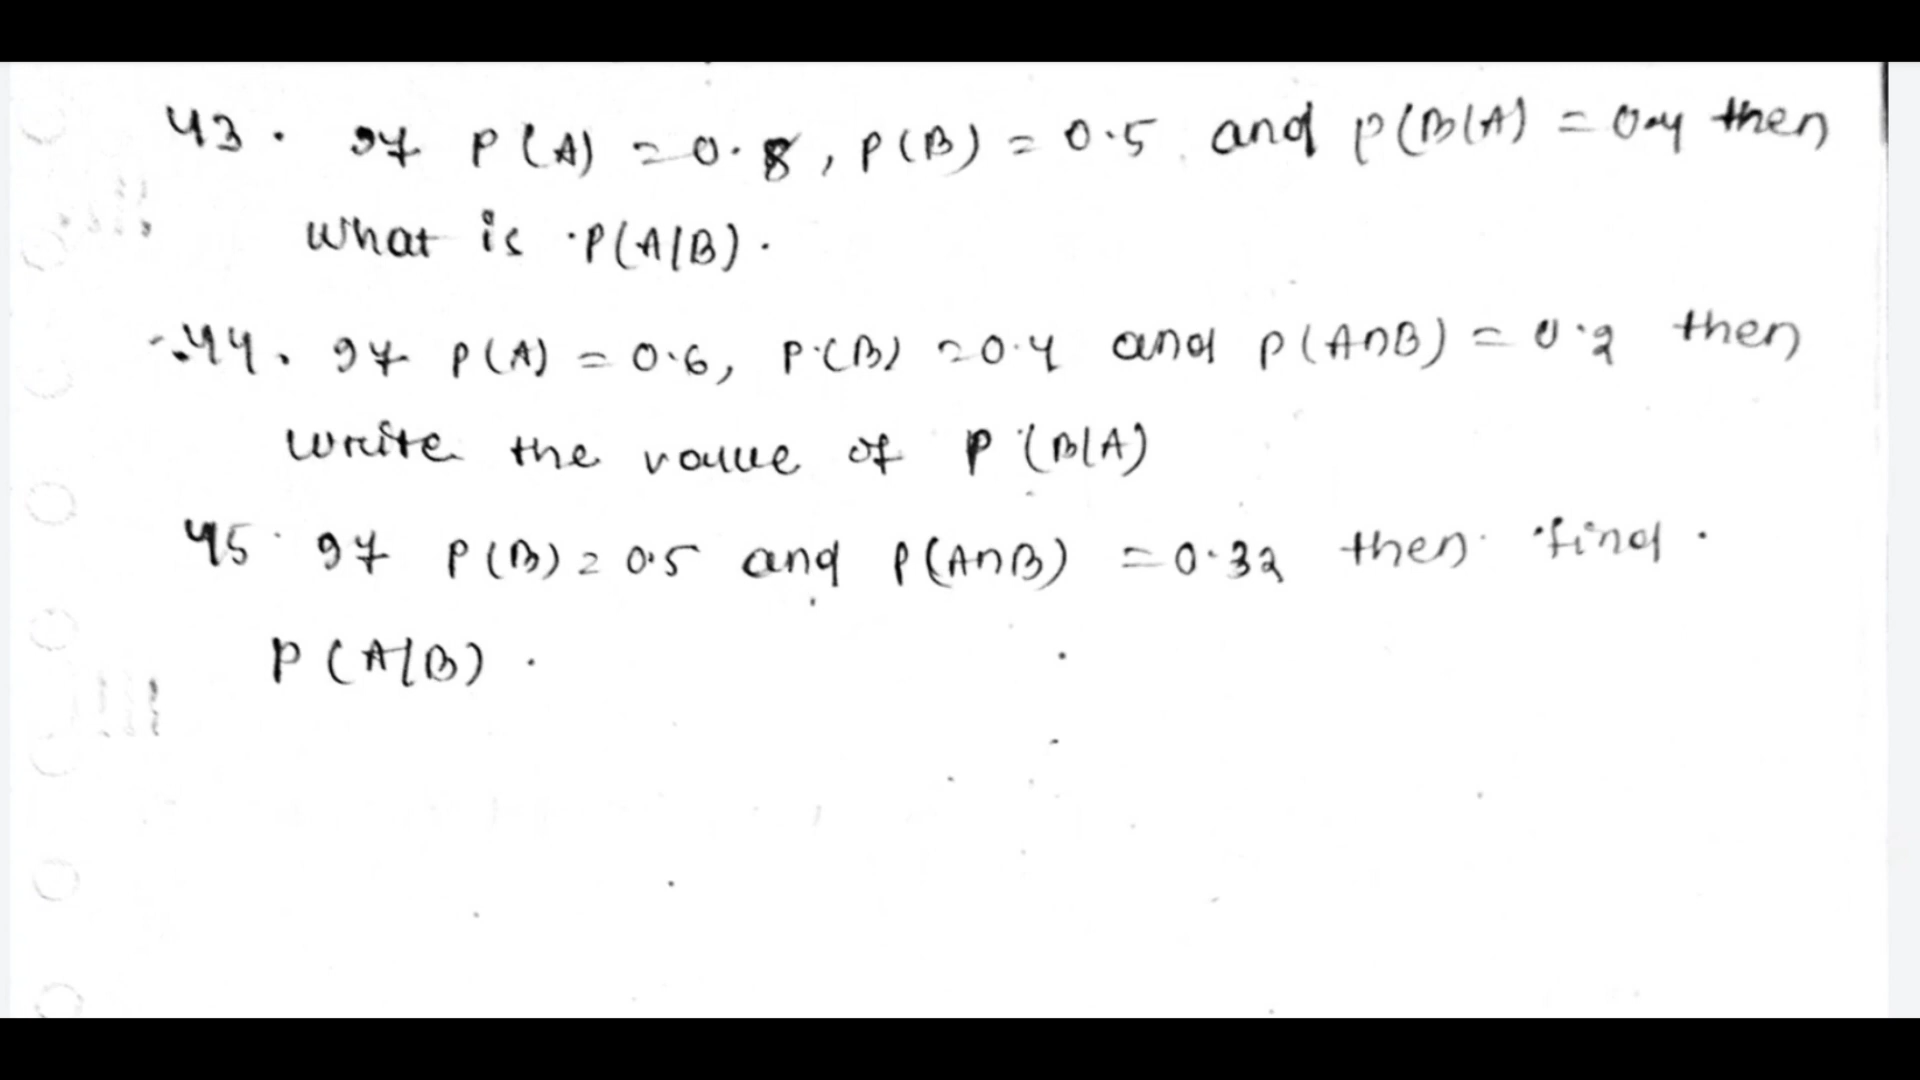 43. If P(A) = 0.8, P(B) = 0.5 and P(B|A) = 0.4 then
what is P(A|B).
44. If P(A) = 0.6, P(B) = 0.4 and P(A∩B) = 0.2 then
write the value of P(B|A)
45. If P(B) = 0.5 and P(A∩B) = 0.32 then find.
P(A|B).